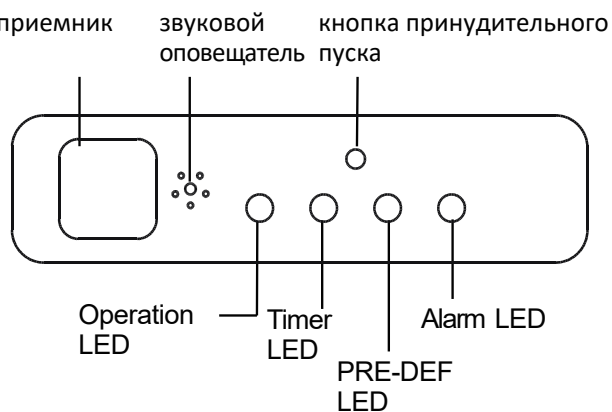 приемник
звуковой
оповещатель
кнопка принудительного
пуска
Operation
LED
Timer
LED
PRE-DEF
LED
Alarm LED